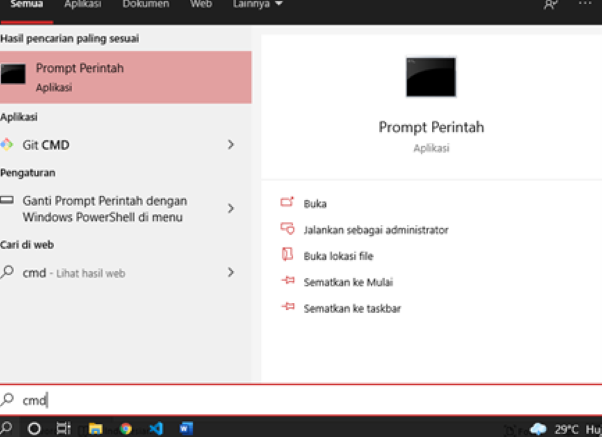 Semua Aplikasi Dokumen Web Lainnya
Hasil pencarian paling sesuai
Prompt Perintah
Aplikasi
Aplikasi
Git CMD
Pengaturan
Ganti Prompt Perintah dengan
Windows PowerShell di menu
Cari di web
cmd - Lihat hasil web
Prompt Perintah
Aplikasi
Buka
Jalankan sebagai administrator
Buka lokasi file
Sematkan ke Mulai
Sematkan ke taskbar
cmd
29°C Huj